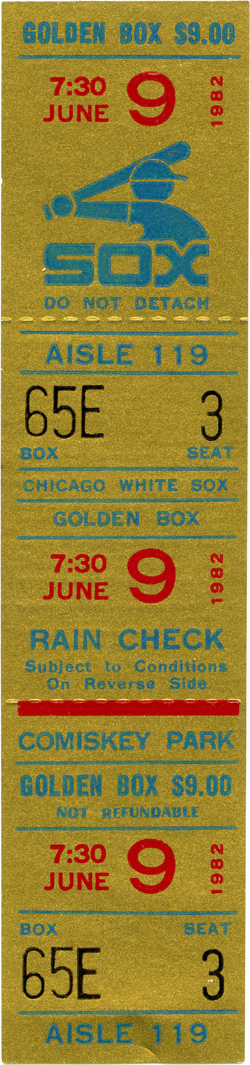 GOLDEN BOX $9.00
7:30
JUNE 9 1982
SOX
DO NOT DETACH
AISLE 119
65E 3
BOX SEAT
CHICAGO WHITE SOX
GOLDEN BOX
7:30
JUNE 9 1982
RAIN CHECK
Subject to Conditions
On Reverse Side
COMISKEY PARK
GOLDEN BOX $9.00
NOT REFUNDABLE
7:30
JUNE 9 1982
BOX SEAT
65E 3
AISLE 119